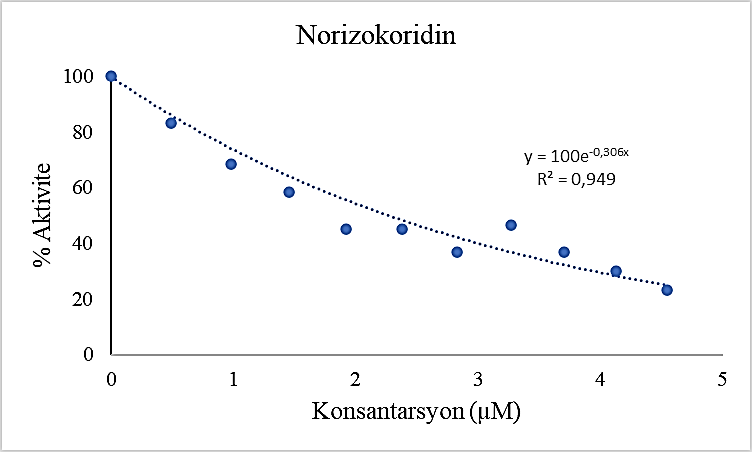 Norizokoridin
100
80
60
40
20
0
% Aktivite
y = 100e-0,306x
R² = 0,949
0 1 2 3 4 5
Konsantarsyon (µM)